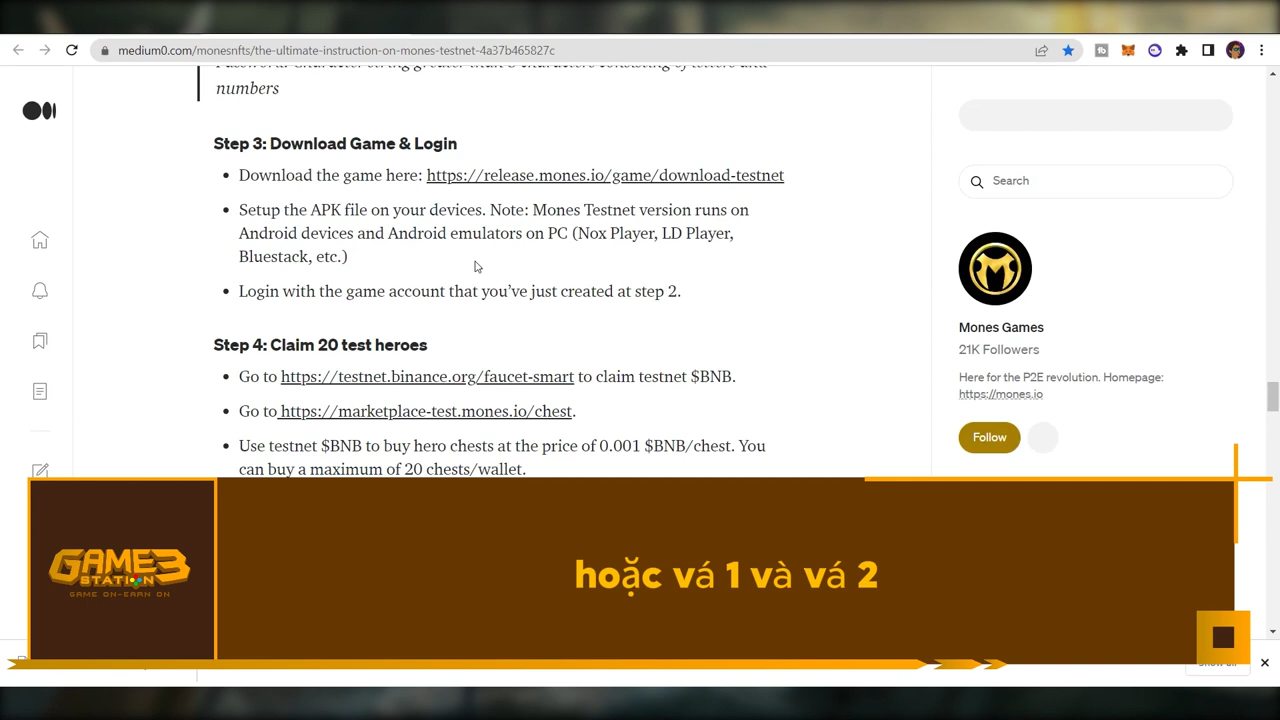 medium0.com/monesnfts/the-ultimate-instruction-on-mones-testnet-4a37b465827c
numbers
Step 3: Download Game & Login
• Download the game here: https://release.mones.io/game/download-testnet
• Setup the APK file on your devices. Note: Mones Testnet version runs on
Android devices and Android emulators on PC (Nox Player, LD Player,
Bluestack, etc.)
• Login with the game account that you've just created at step 2.
Step 4: Claim 20 test heroes
• Go to https://testnet.binance.org/faucet-smart to claim testnet $BNB.
• Go to https://marketplace-test.mones.io/chest.
• Use testnet $BNB to buy hero chests at the price of 0.001 $BNB/chest. You
can buy a maximum of 20 chests/wallet.
Search
Mones Games
21K Followers
Here for the P2E revolution. Homepage:
https://mones.io
Follow
GAME3
STATION
GAME ON-EARN ON
hoặc vá 1 và vá 2